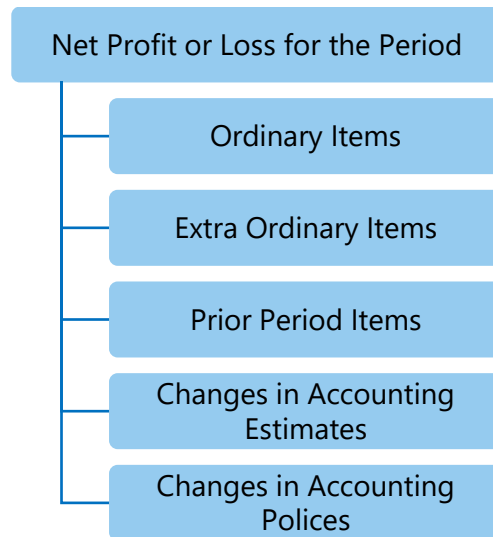 Net Profit or Loss for the Period
Ordinary Items
Extra Ordinary Items
Prior Period Items
Changes in Accounting
Estimates
Changes in Accounting
Polices